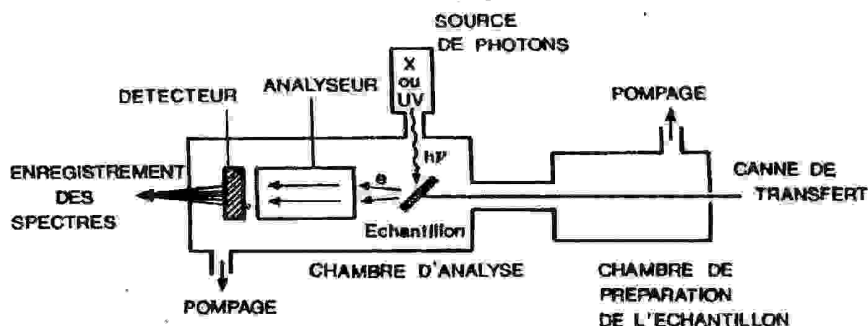 SOURCE
DE PHOTONS
X
ou
UV
hν
DETECTEUR
ANALYSEUR
POMPAGE
ENREGISTREMENT
DES
SPECTRES
e
Echantillon
CANNE DE
TRANSFERT
CHAMBRE D'ANALYSE
POMPAGE
CHAMBRE DE
PREPARATION
DE L'ECHANTILLON